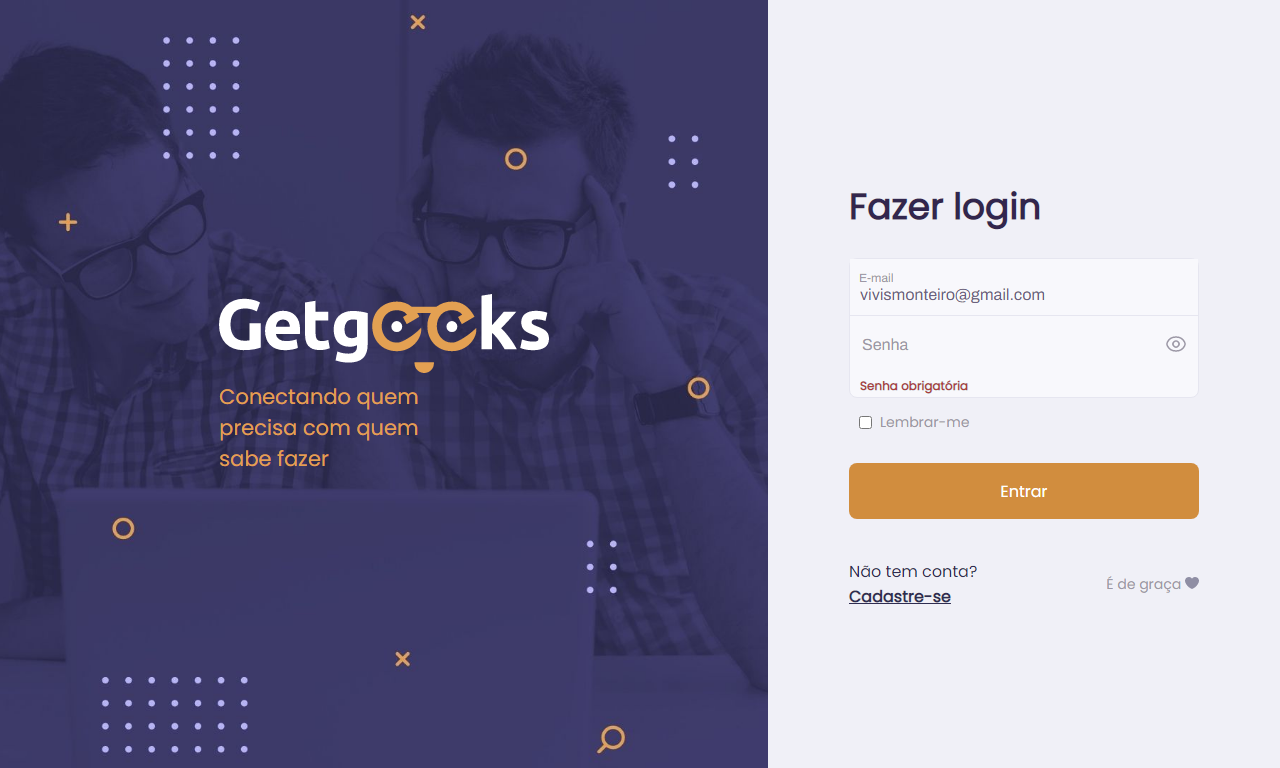 Getgeeks
Conectando quem
precisa com quem
sabe fazer
Fazer login
E-mail
vivismonteiro@gmail.com
Senha
Senha obrigatória
Lembrar-me
Entrar
Não tem conta?
Cadastre-se
É de graça